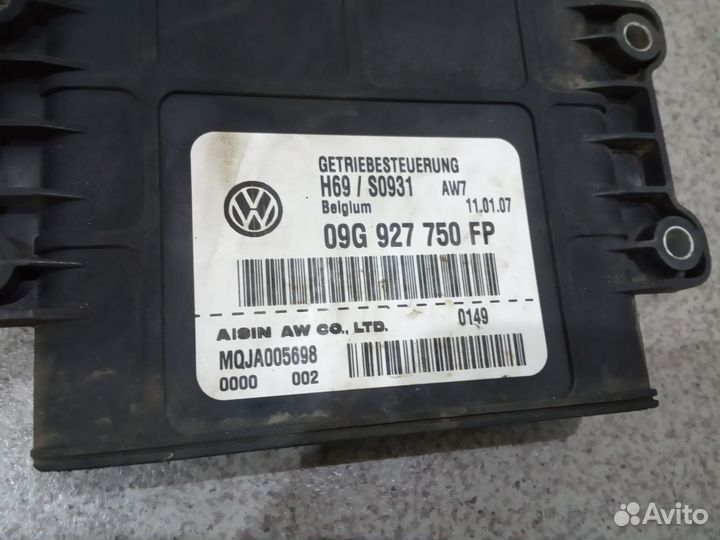 GETRIEBESTEUERUNG
H69 / S0931 AW7
Belgium 11.01.07
09G 927 750 FP
AISIN AW CO., LTD. 0149
MQJA005698
0000 002
Avito